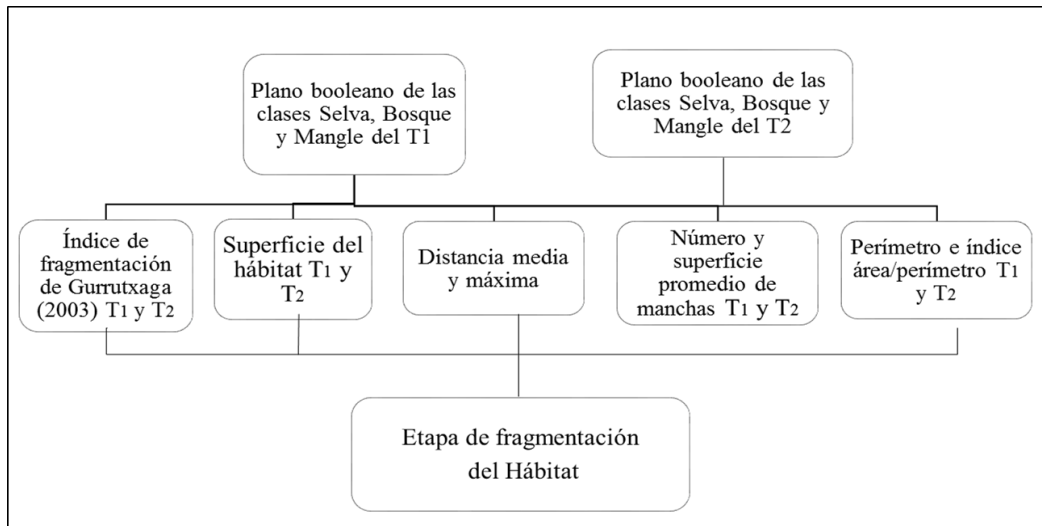 Plano booleano de las
clases Selva, Bosque
y Mangle del T1
Plano booleano de las
clases Selva, Bosque y
Mangle del T2
Índice de
fragmentación
de Gurrutxaga
(2003) T1 y T2
Superficie del
hábitat T1 y
T2
Distancia media
y máxima
Número y
superficie
promedio de
manchas T1 y T2
Perímetro e índice
área/perímetro T1
y T2
Etapa de fragmentación
del Hábitat